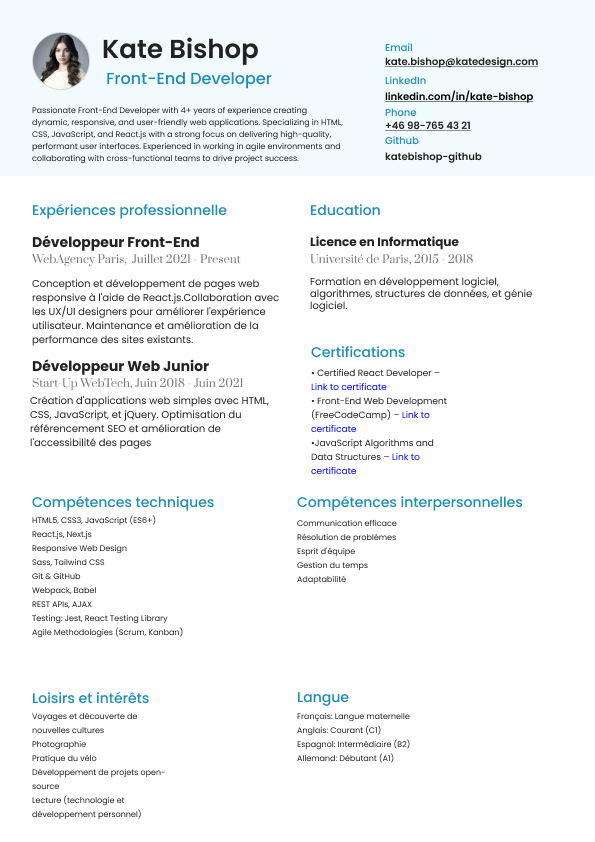 Kate Bishop
Front-End Developer
Passionate Front-End Developer with 4+ years of experience creating
dynamic, responsive, and user-friendly web applications. Specializing in HTML,
CSS, JavaScript, and React.js with a strong focus on delivering high-quality,
performant user interfaces. Experienced in working in agile environments and
collaborating with cross-functional teams to drive project success.
Email
kate.bishop@katedesign.com
LinkedIn
linkedin.com/in/kate-bishop
Phone
+46 98-765 43 21
Github
katebishop-github
Expériences professionnelle
Développeur Front-End
WebAgency Paris, Juillet 2021 - Present
Conception et développement de pages web
responsive à l'aide de React.js.Collaboration avec
les UX/UI designers pour améliorer l'expérience
utilisateur. Maintenance et amélioration de la
performance des sites existants.
Développeur Web Junior
Start-Up WebTech, Juin 2018 - Juin 2021
Création d'applications web simples avec HTML,
CSS, JavaScript, et jQuery. Optimisation du
référencement SEO et amélioration de
l'accessibilité des pages
Education
Licence en Informatique
Université de Paris, 2015 - 2018
Formation en développement logiciel,
algorithmes, structures de données, et génie
logiciel.
Certifications
• Certified React Developer –
Link to certificate
• Front-End Web Development
(FreeCodeCamp) – Link to
certificate
•JavaScript Algorithms and
Data Structures – Link to
certificate
Compétences techniques
HTML5, CSS3, JavaScript (ES6+)
React.js, Next.js
Responsive Web Design
Sass, Tailwind CSS
Git & GitHub
Webpack, Babel
REST APIs, AJAX
Testing: Jest, React Testing Library
Agile Methodologies (Scrum, Kanban)
Compétences interpersonnelles
Communication efficace
Résolution de problèmes
Esprit d'équipe
Gestion du temps
Adaptabilité
Loisirs et intérêts
Voyages et découverte de
nouvelles cultures
Photographie
Pratique du vélo
Développement de projets open-
source
Lecture (technologie et
développement personnel)
Langue
Français: Langue maternelle
Anglais: Courant (C1)
Espagnol: Intermédiaire (B2)
Allemand: Débutant (A1)